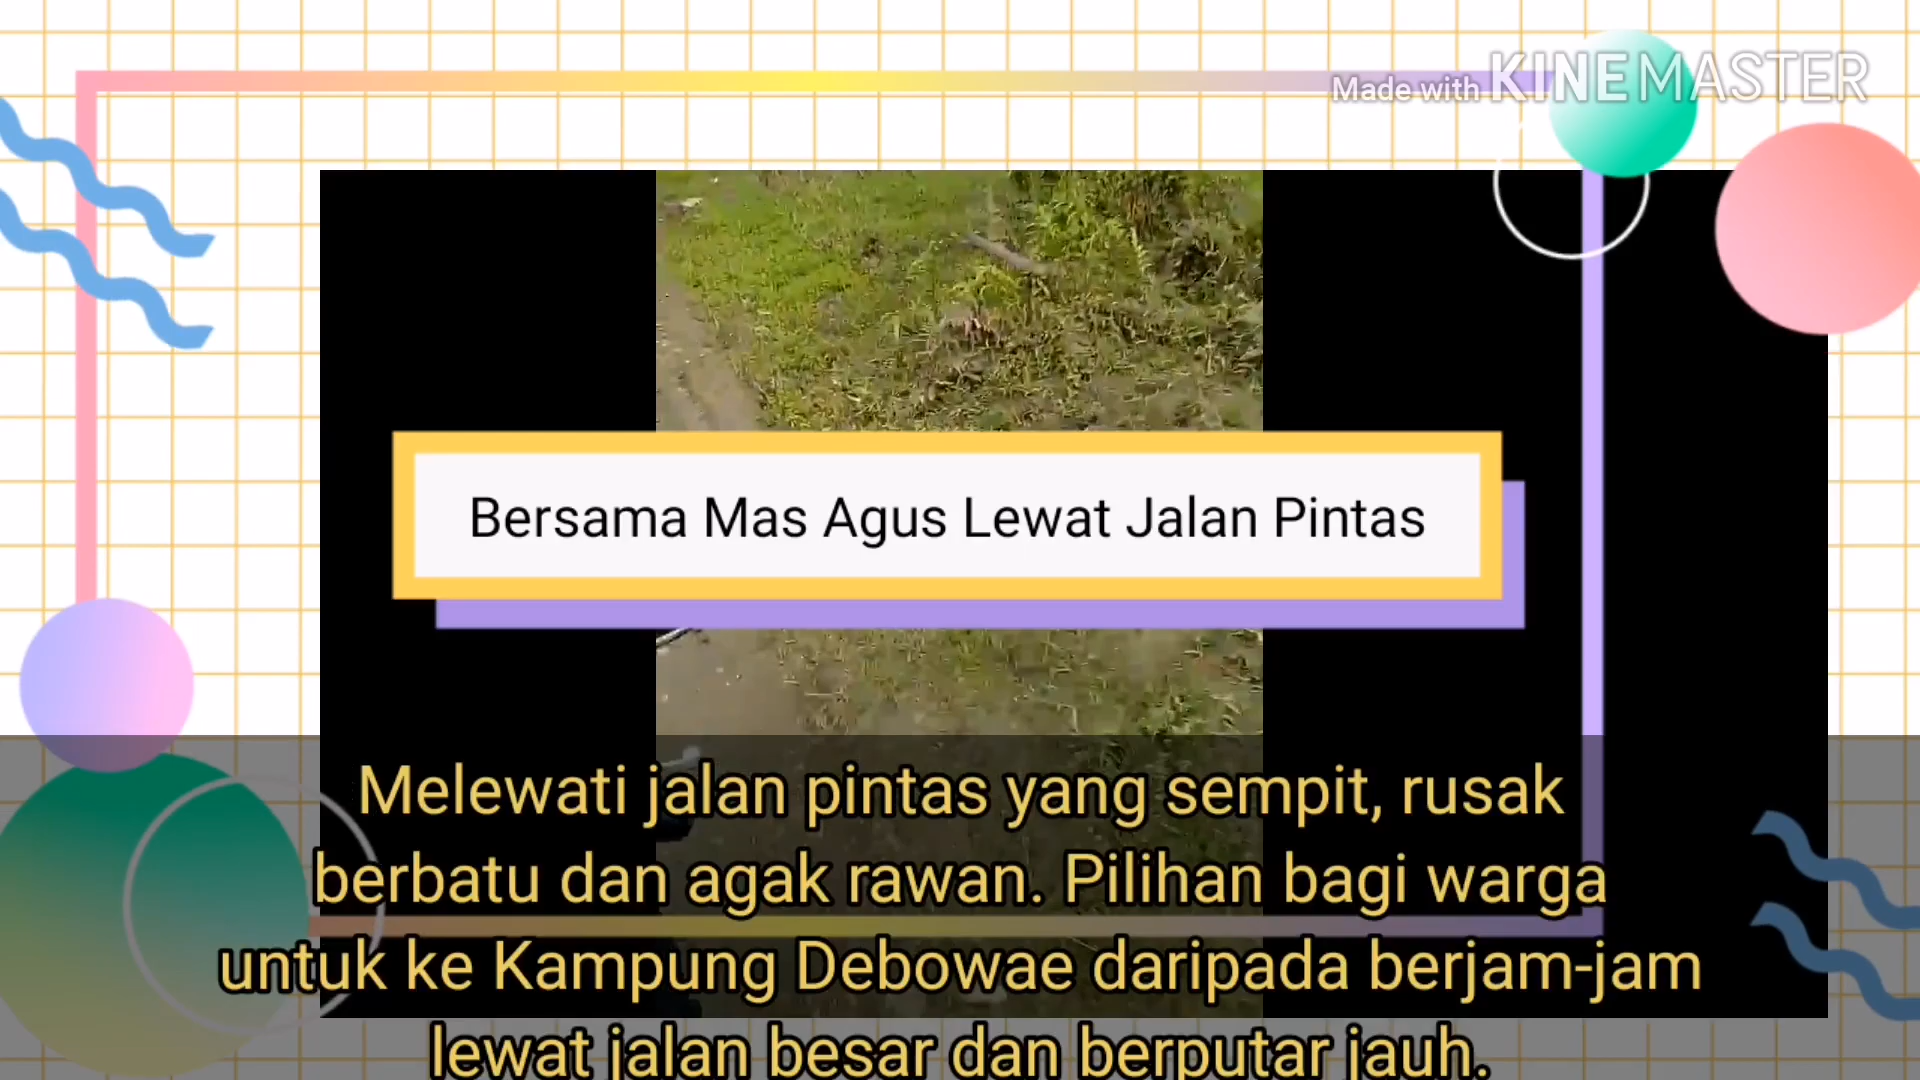 Made with KINEMASTER
Bersama Mas Agus Lewat Jalan Pintas
Melewati jalan pintas yang sempit, rusak
berbatu dan agak rawan. Pilihan bagi warga
untuk ke Kampung Debowae daripada berjam-jam
lewat jalan besar dan berputar jauh.